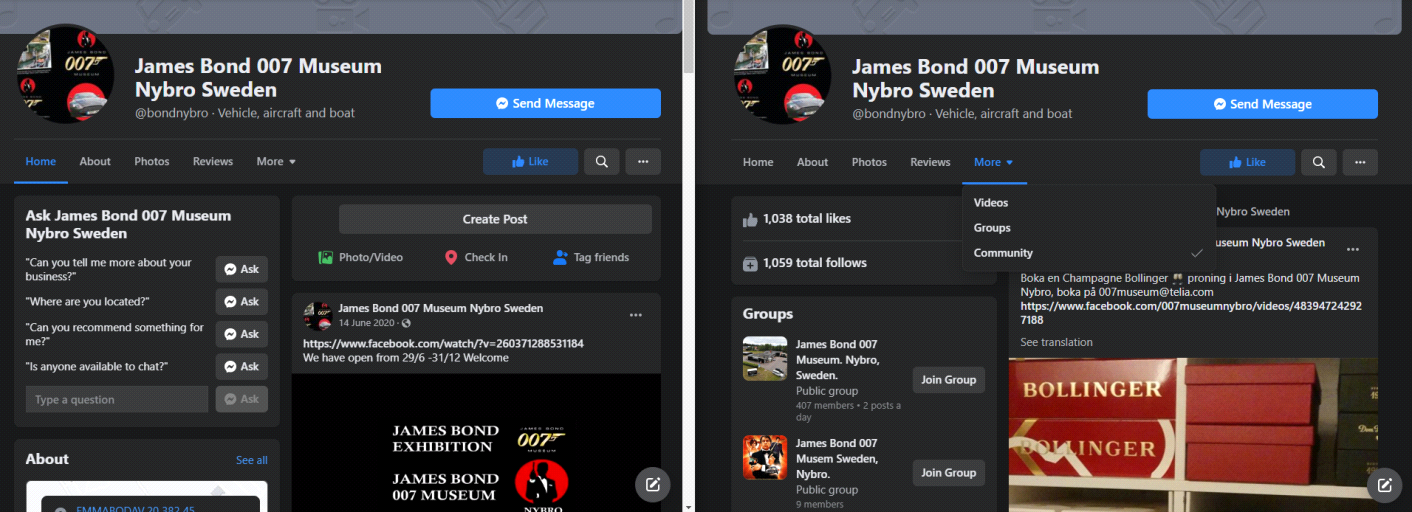 James Bond 007 Museum
Nybro Sweden
@bondnybro · Vehicle, aircraft and boat
Send Message
Home
About
Photos
Reviews
More
Like
Ask James Bond 007 Museum
Nybro Sweden
"Can you tell me more about your
business?"
Ask
"Where are you located?"
Ask
"Can you recommend something for
me?"
Ask
"Is anyone available to chat?"
Ask
Type a question
Ask
About
See all
EMMABODAV.20 382 45
Create Post
Photo/Video
Check In
Tag friends
James Bond 007 Museum Nybro Sweden
14 June 2020 ·
https://www.facebook.com/watch/?v=260371288531184
We have open from 29/6 -31/12 Welcome
JAMES BOND
EXHIBITION
JAMES BOND
007
MUSEUM
JAMES BOND
007 MUSEUM
NYBRO
James Bond 007 Museum
Nybro Sweden
@bondnybro · Vehicle, aircraft and boat
Send Message
Home
About
Photos
Reviews
More
Like
Videos
Groups
Community
1,038 total likes
1,059 total follows
Groups
James Bond 007
Museum. Nybro,
Sweden.
Public group
407 members • 2 posts a
day
Join Group
James Bond 007
Musem Sweden,
Nybro.
Public group
9 members
Join Group
Nybro Sweden
useum Nybro Sweden
Boka en Champagne Bollinger 🥂 proning i James Bond 007 Museum
Nybro, boka på 007museum@telia.com
https://www.facebook.com/007museumnybro/videos/48394724292
7188
See translation
BOLLINGER
BOLLINGER